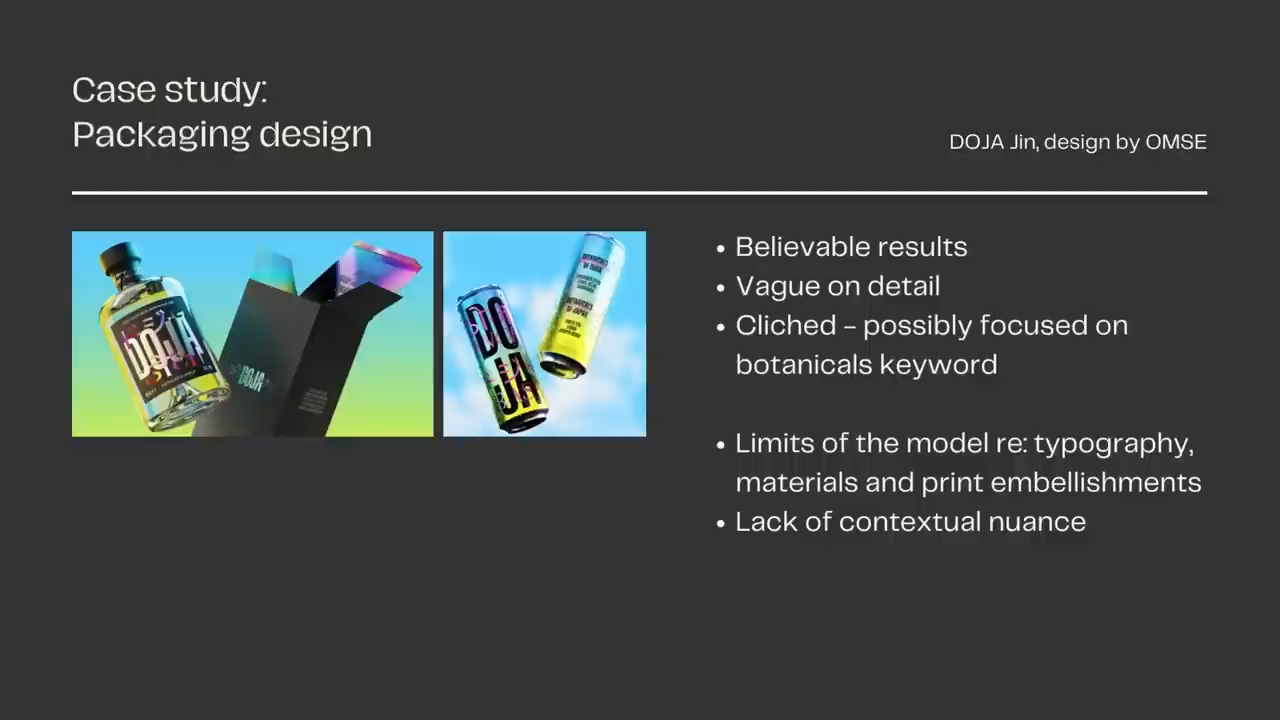 Case study:
Packaging design
DOJA Jin, design by OMSE
DOJA
DOJA
DO
JA
• Believable results
• Vague on detail
• Cliched – possibly focused on
botanicals keyword
• Limits of the model re: typography,
materials and print embellishments
• Lack of contextual nuance